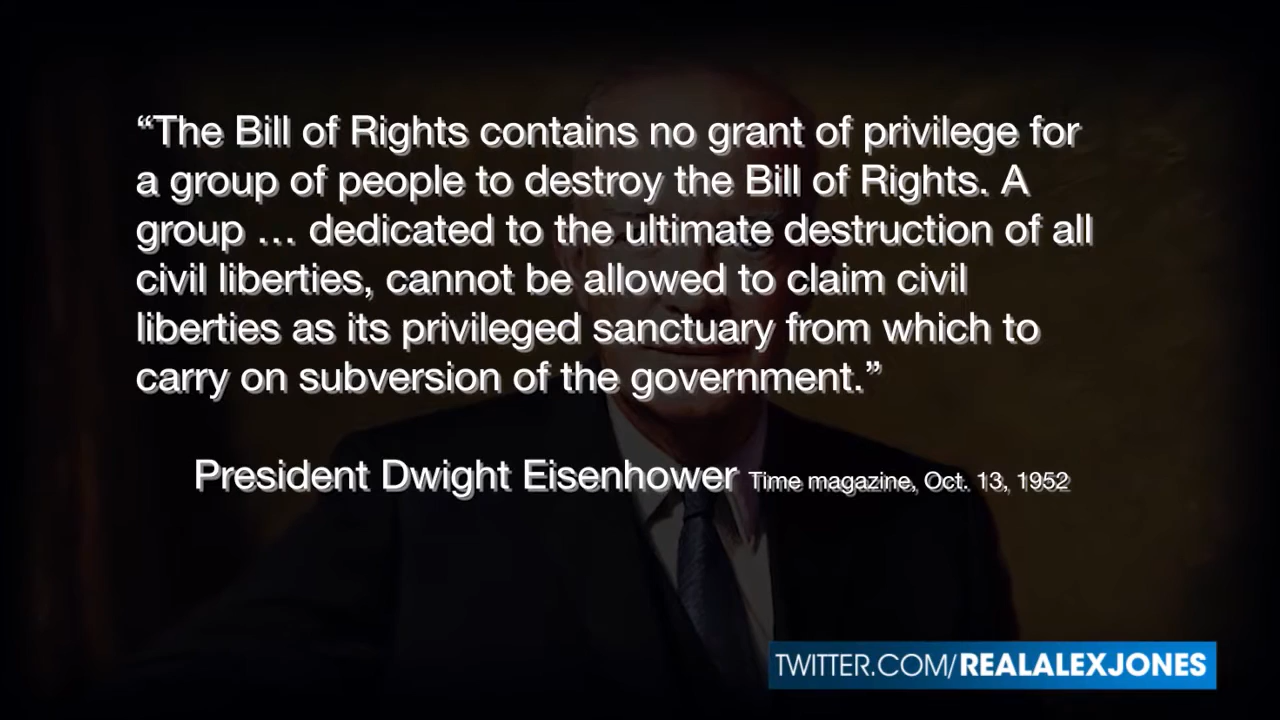 “The Bill of Rights contains no grant of privilege for
a group of people to destroy the Bill of Rights. A
group … dedicated to the ultimate destruction of all
civil liberties, cannot be allowed to claim civil
liberties as its privileged sanctuary from which to
carry on subversion of the government.”
President Dwight Eisenhower Time magazine, Oct. 13, 1952
TWITTER.COM/REALALEXJONES